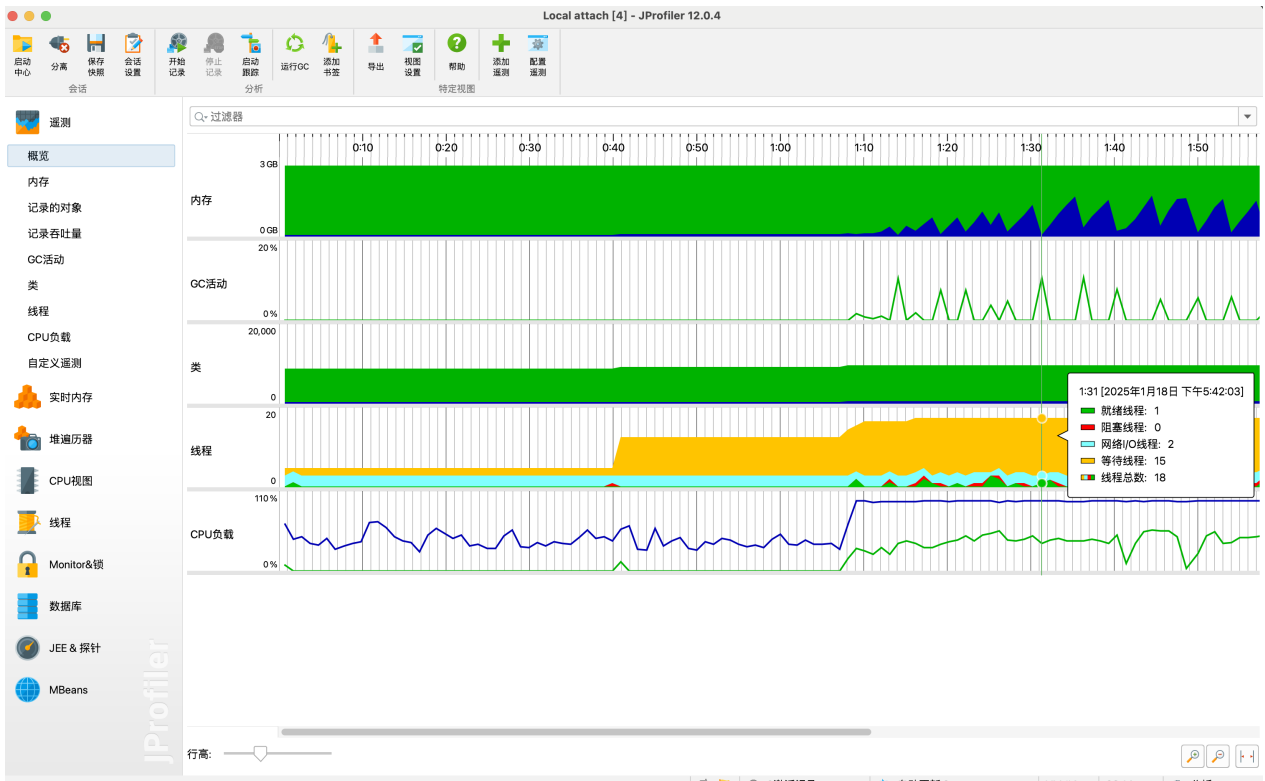 Local attach [4] - JProfiler 12.0.4
启动中心
分离
保存快照
会话设置
开始记录
停止记录
启动跟踪
运行GC
添加书签
导出
视图设置
帮助
添加遥测
配置遥测
会话
分析
特定视图
遥测
概览
内存
记录的对象
记录吞吐量
GC活动
类
线程
CPU负载
自定义遥测
实时内存
堆遍历器
CPU视图
线程
Monitor&锁
数据库
JEE & 探针
MBeans
JProfiler
过滤器
0:10 0:20 0:30 0:40 0:50 1:00 1:10 1:20 1:30 1:40 1:50
3 GB
内存
0 GB
20 %
GC活动
0 %
20,000
类
0
20
线程
0
110 %
CPU负载
0 %
1:31 [2025年1月18日 下午5:42:03]
就绪线程: 1
阻塞线程: 0
网络I/O线程: 2
等待线程: 15
线程总数: 18
行高: